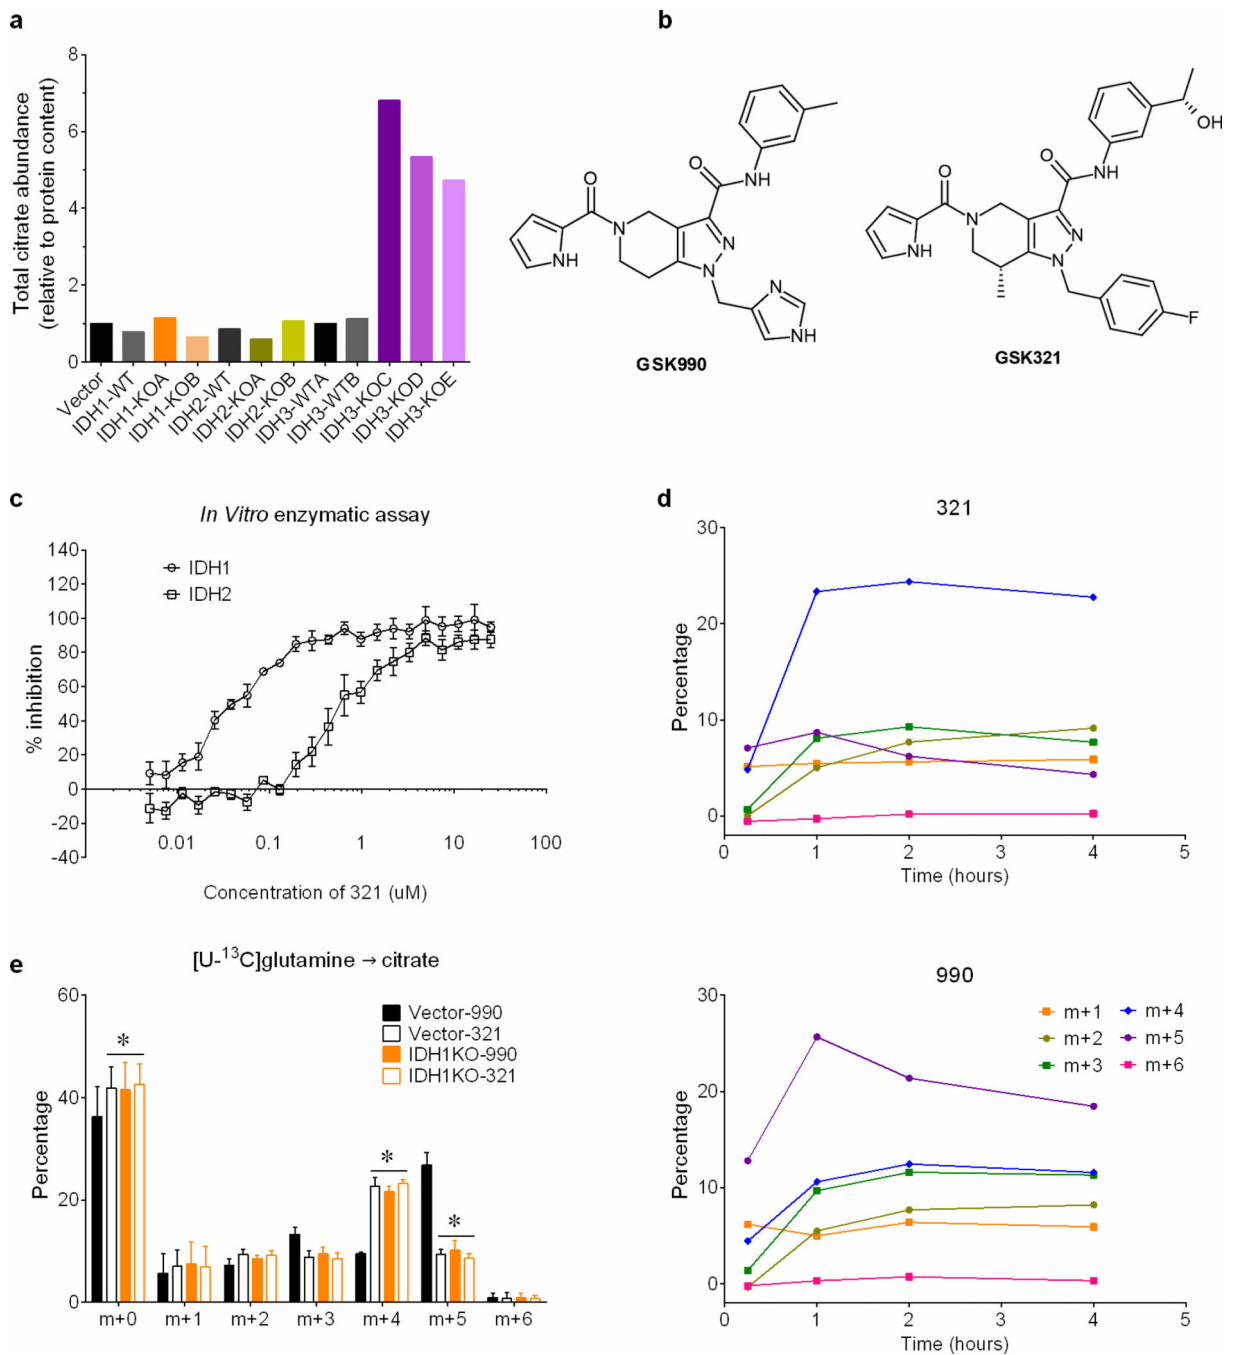 a
Total citrate abundance
(relative to protein content)
8
6
4
2
1
0
Vector
IDH1-WT
IDH1-KOA
IDH1-KOB
IDH2-WT
IDH2-KOA
IDH2-KOB
IDH3-WTA
IDH3-WTB
IDH3-KOC
IDH3-KOD
IDH3-KOE
b
O
N
NH
O
NH
N
N
N
NH
GSK990
O
N
NH
O
NH
OH
N
N
F
GSK321
c
In Vitro enzymatic assay
IDH1
IDH2
% inhibition
140
120
100
80
60
40
20
0
-20
-40
0.01 0.1 1 10 100
Concentration of 321 (uM)
d
321
Percentage
30
20
10
0
0 1 2 3 4 5
Time (hours)
e
[U-¹³C]glutamine → citrate
Percentage
60
40
20
0
Vector-990
Vector-321
IDH1KO-990
IDH1KO-321
*
*
*
m+0 m+1 m+2 m+3 m+4 m+5 m+6
990
Percentage
30
20
10
0
m+1 m+4
m+2 m+5
m+3 m+6
0 1 2 3 4 5
Time (hours)